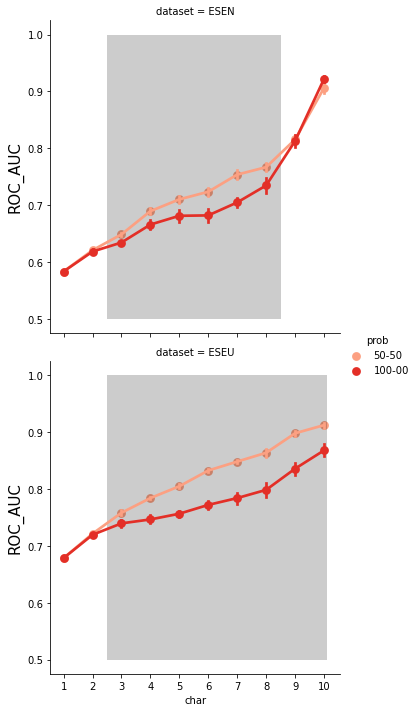 dataset = ESEN
1.0
0.9
0.8
0.7
0.6
0.5
ROC_AUC
prob
50-50
100-00
dataset = ESEU
1.0
0.9
0.8
0.7
0.6
0.5
ROC_AUC
1 2 3 4 5 6 7 8 9 10
char